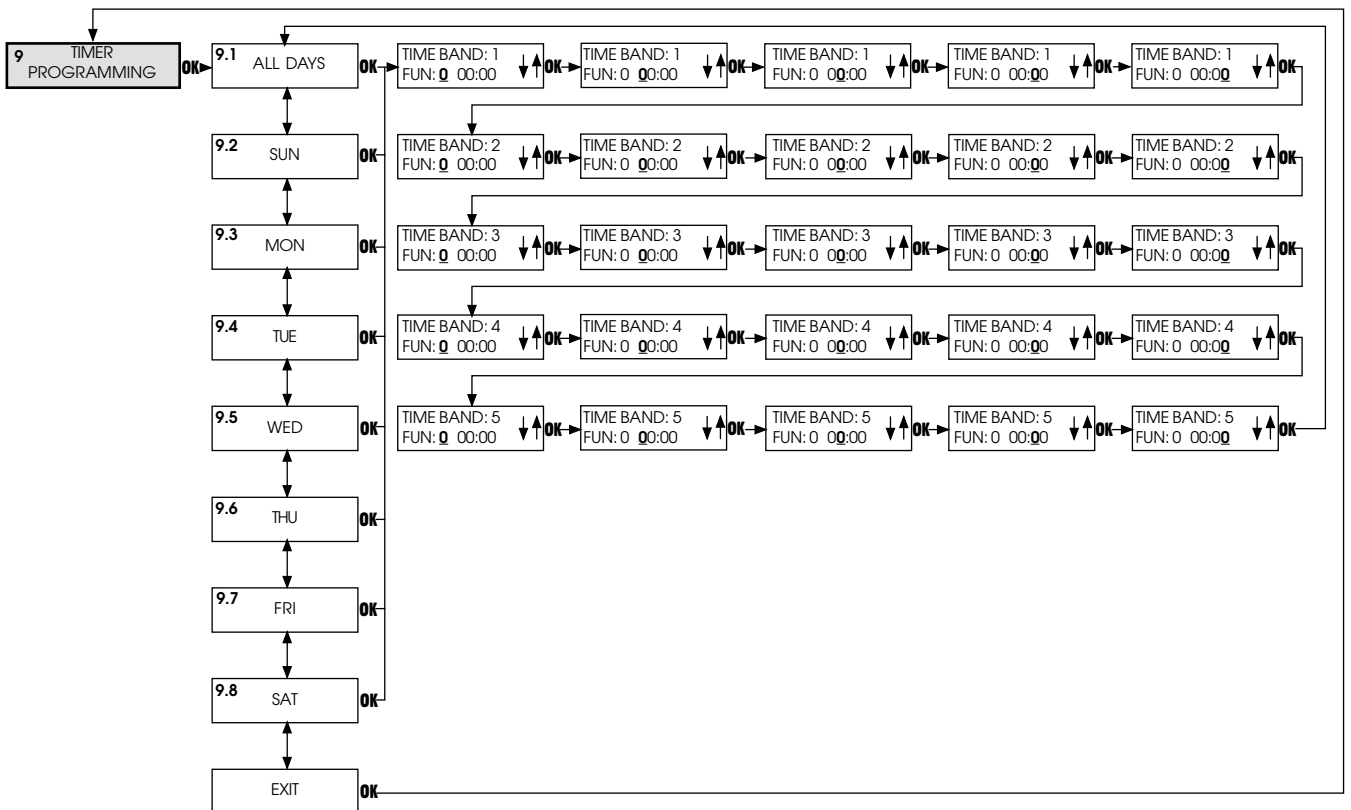 9 TIMER
PROGRAMMING OK
9.1 ALL DAYS OK
TIME BAND: 1
FUN: 0 00:00 OK
TIME BAND: 1
FUN: 0 00:00 OK
TIME BAND: 1
FUN: 0 00:00 OK
TIME BAND: 1
FUN: 0 00:00 OK
TIME BAND: 1
FUN: 0 00:00 OK
9.2 SUN OK
TIME BAND: 2
FUN: 0 00:00 OK
TIME BAND: 2
FUN: 0 00:00 OK
TIME BAND: 2
FUN: 0 00:00 OK
TIME BAND: 2
FUN: 0 00:00 OK
TIME BAND: 2
FUN: 0 00:00 OK
9.3 MON OK
TIME BAND: 3
FUN: 0 00:00 OK
TIME BAND: 3
FUN: 0 00:00 OK
TIME BAND: 3
FUN: 0 00:00 OK
TIME BAND: 3
FUN: 0 00:00 OK
TIME BAND: 3
FUN: 0 00:00 OK
9.4 TUE OK
TIME BAND: 4
FUN: 0 00:00 OK
TIME BAND: 4
FUN: 0 00:00 OK
TIME BAND: 4
FUN: 0 00:00 OK
TIME BAND: 4
FUN: 0 00:00 OK
TIME BAND: 4
FUN: 0 00:00 OK
9.5 WED OK
TIME BAND: 5
FUN: 0 00:00 OK
TIME BAND: 5
FUN: 0 00:00 OK
TIME BAND: 5
FUN: 0 00:00 OK
TIME BAND: 5
FUN: 0 00:00 OK
TIME BAND: 5
FUN: 0 00:00 OK
9.6 THU OK
9.7 FRI OK
9.8 SAT OK
EXIT OK